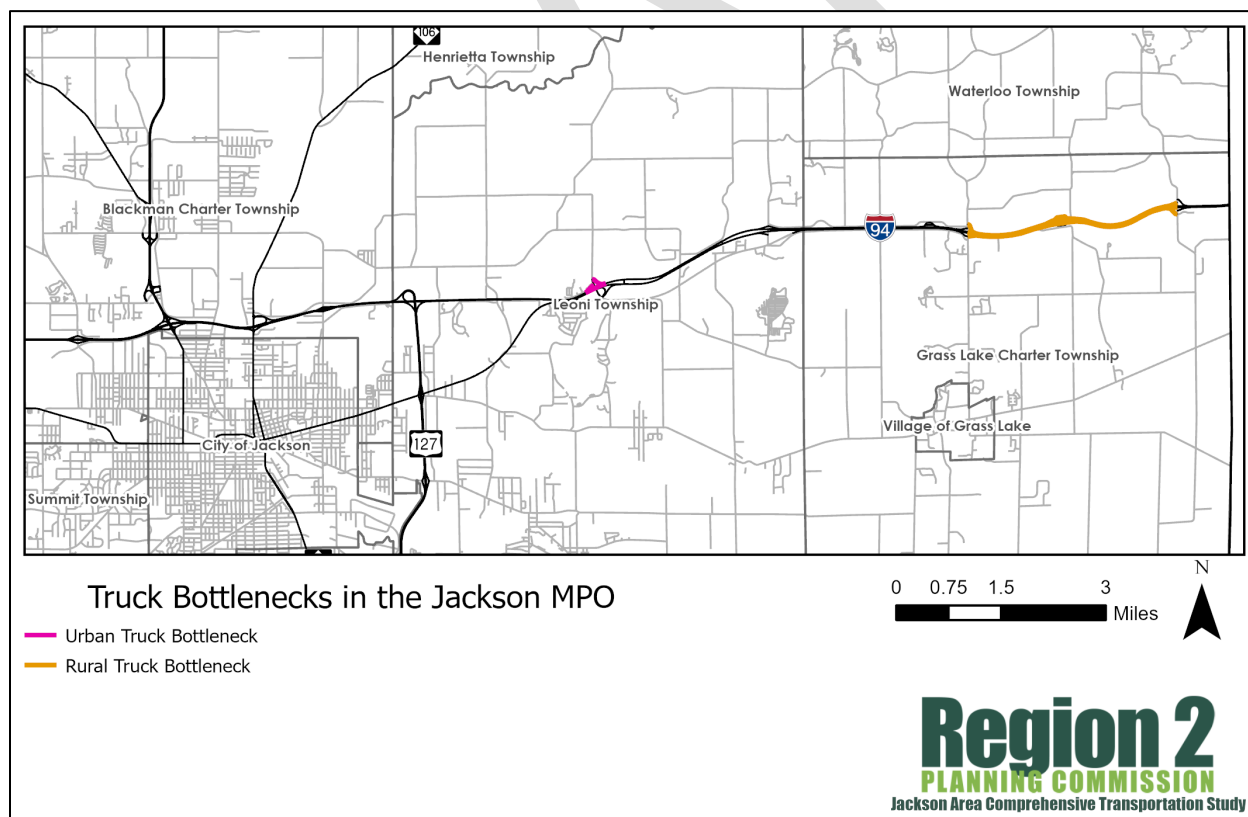 106
Henrietta Township
Waterloo Township
Blackman Charter Township
94
Leoni Township
Grass Lake Charter Township
Village of Grass Lake
City of Jackson
127
Summit Township
N
Truck Bottlenecks in the Jackson MPO
0 0.75 1.5 3
Miles
Urban Truck Bottleneck
Rural Truck Bottleneck
Region 2
PLANNING COMMISSION
Jackson Area Comprehensive Transportation Study